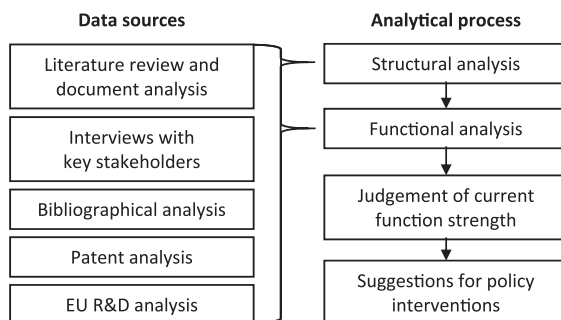 Data sources
Literature review and
document analysis
Interviews with
key stakeholders
Bibliographical analysis
Patent analysis
EU R&D analysis
Analytical process
Structural analysis
Functional analysis
Judgement of current
function strength
Suggestions for policy
interventions